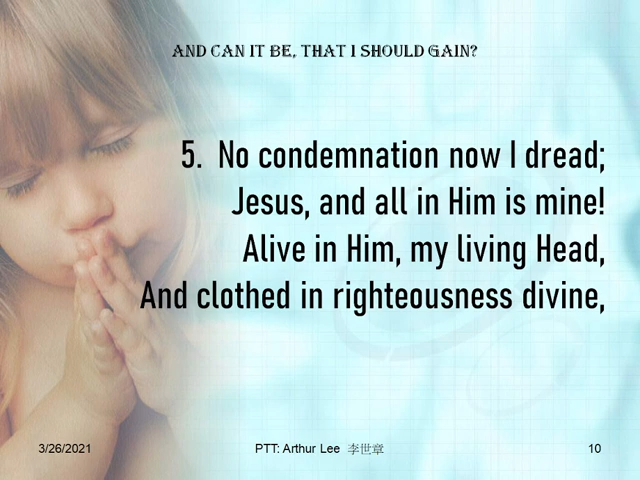 AND CAN IT BE, THAT I SHOULD GAIN?
5. No condemnation now I dread;
Jesus, and all in Him is mine!
Alive in Him, my living Head,
And clothed in righteousness divine,
3/26/2021
PTT: Arthur Lee 李世章
10